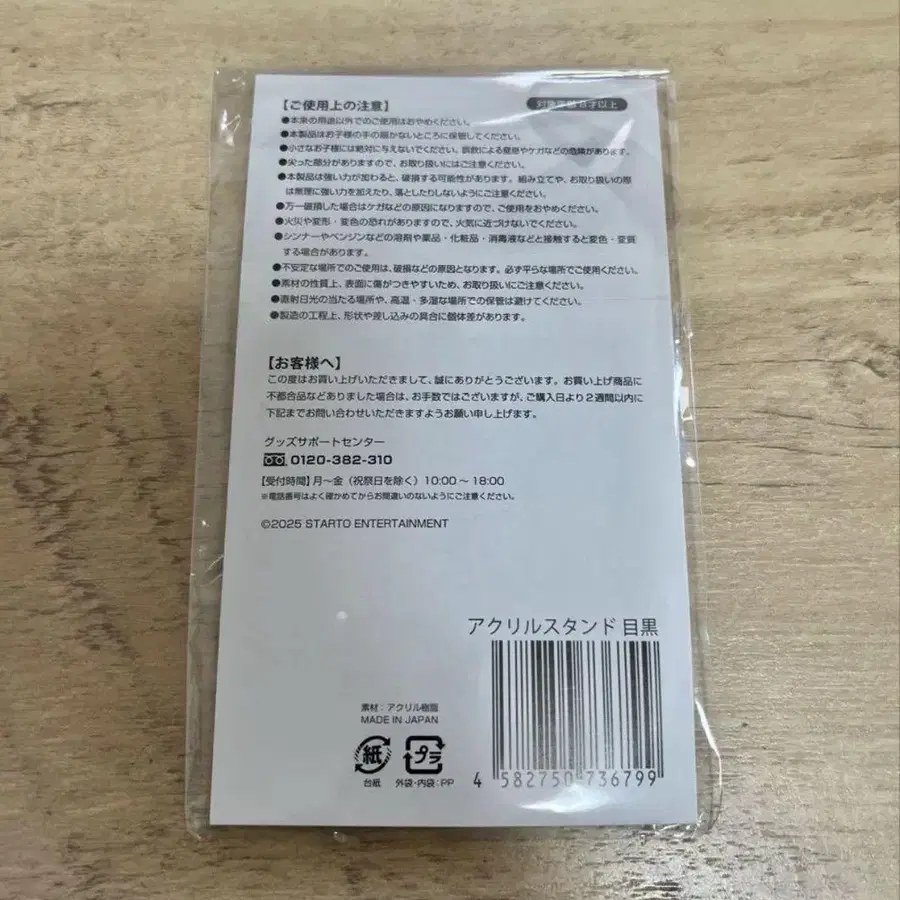 【ご使用上の注意】
対象年齢 8才以上
●本来の用途以外でのご使用はおやめください。
●本製品はお子様の手の届かないところに保管してください。
●小さなお子様には絶対に与えないでください。誤飲による窒息やケガなどの危険があります。
●尖った部分がありますので、お取り扱いにはご注意ください。
●本製品は強い力が加わると、破損する可能性があります。組み立てや、お取り扱いの際
は無理に強い力を加えたり、落としたりしないようにご注意ください。
●万一破損した場合はケガなどの原因になりますので、ご使用をおやめください。
●火災や変形・変色の恐れがありますので、火気に近づけないでください。
●シンナーやベンジンなどの溶剤や薬品・化粧品・消毒液などと接触すると変色・変質
する場合があります。
●不安定な場所でのご使用は、破損などの原因となります。必ず平らな場所でご使用ください。
●素材の性質上、表面に傷がつきやすいため、お取り扱いにご注意ください。
●直射日光の当たる場所や、高温・多湿な場所での保管は避けてください。
●製造の工程上、形状や差し込みの具合に個体差があります。
【お客様へ】
この度はお買い上げいただきまして、誠にありがとうございます。お買い上げ商品に
不都合品などありました場合は、お手数ではございますが、ご購入日より2週間以内に
下記までお問い合わせいただきますようお願い申し上げます。
グッズサポートセンター
0120-382-310
【受付時間】月~金(祝祭日を除く)10:00~18:00
※電話番号はよく確かめてからお間違いのないようにご注意ください。
©2025 STARTO ENTERTAINMENT
アクリルスタンド 目黒
素材:アクリル樹脂
MADE IN JAPAN
紙
プラ
台紙
外袋・内袋:PP
4 582750 736799